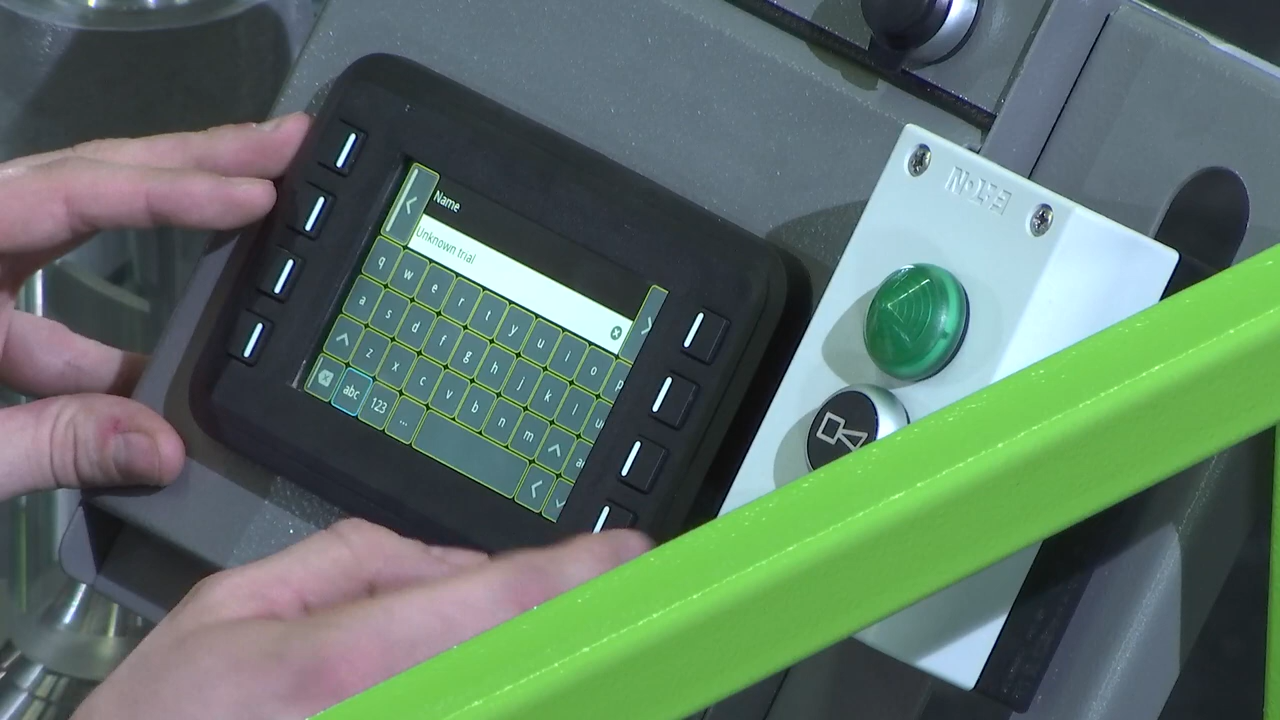 Name
Unknown trial
q w e r t y u i o p
a s d f g h j k l u
z x c v b n m a
abc 123 ...
EATON